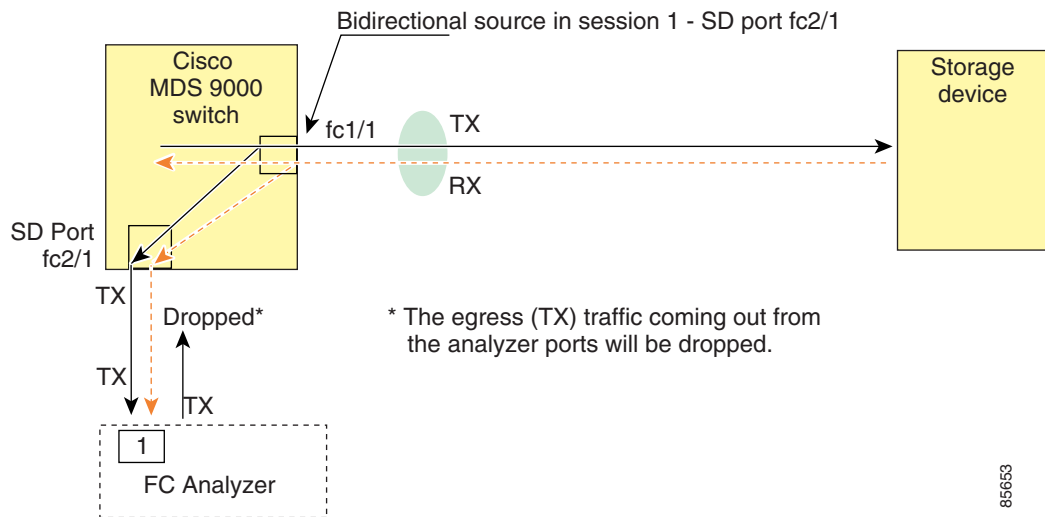 Bidirectional source in session 1 - SD port fc2/1
Cisco
MDS 9000
switch
Storage
device
fc1/1
TX
RX
SD Port
fc2/1
TX
Dropped*
* The egress (TX) traffic coming out from
the analyzer ports will be dropped.
TX
TX
1
FC Analyzer
85653